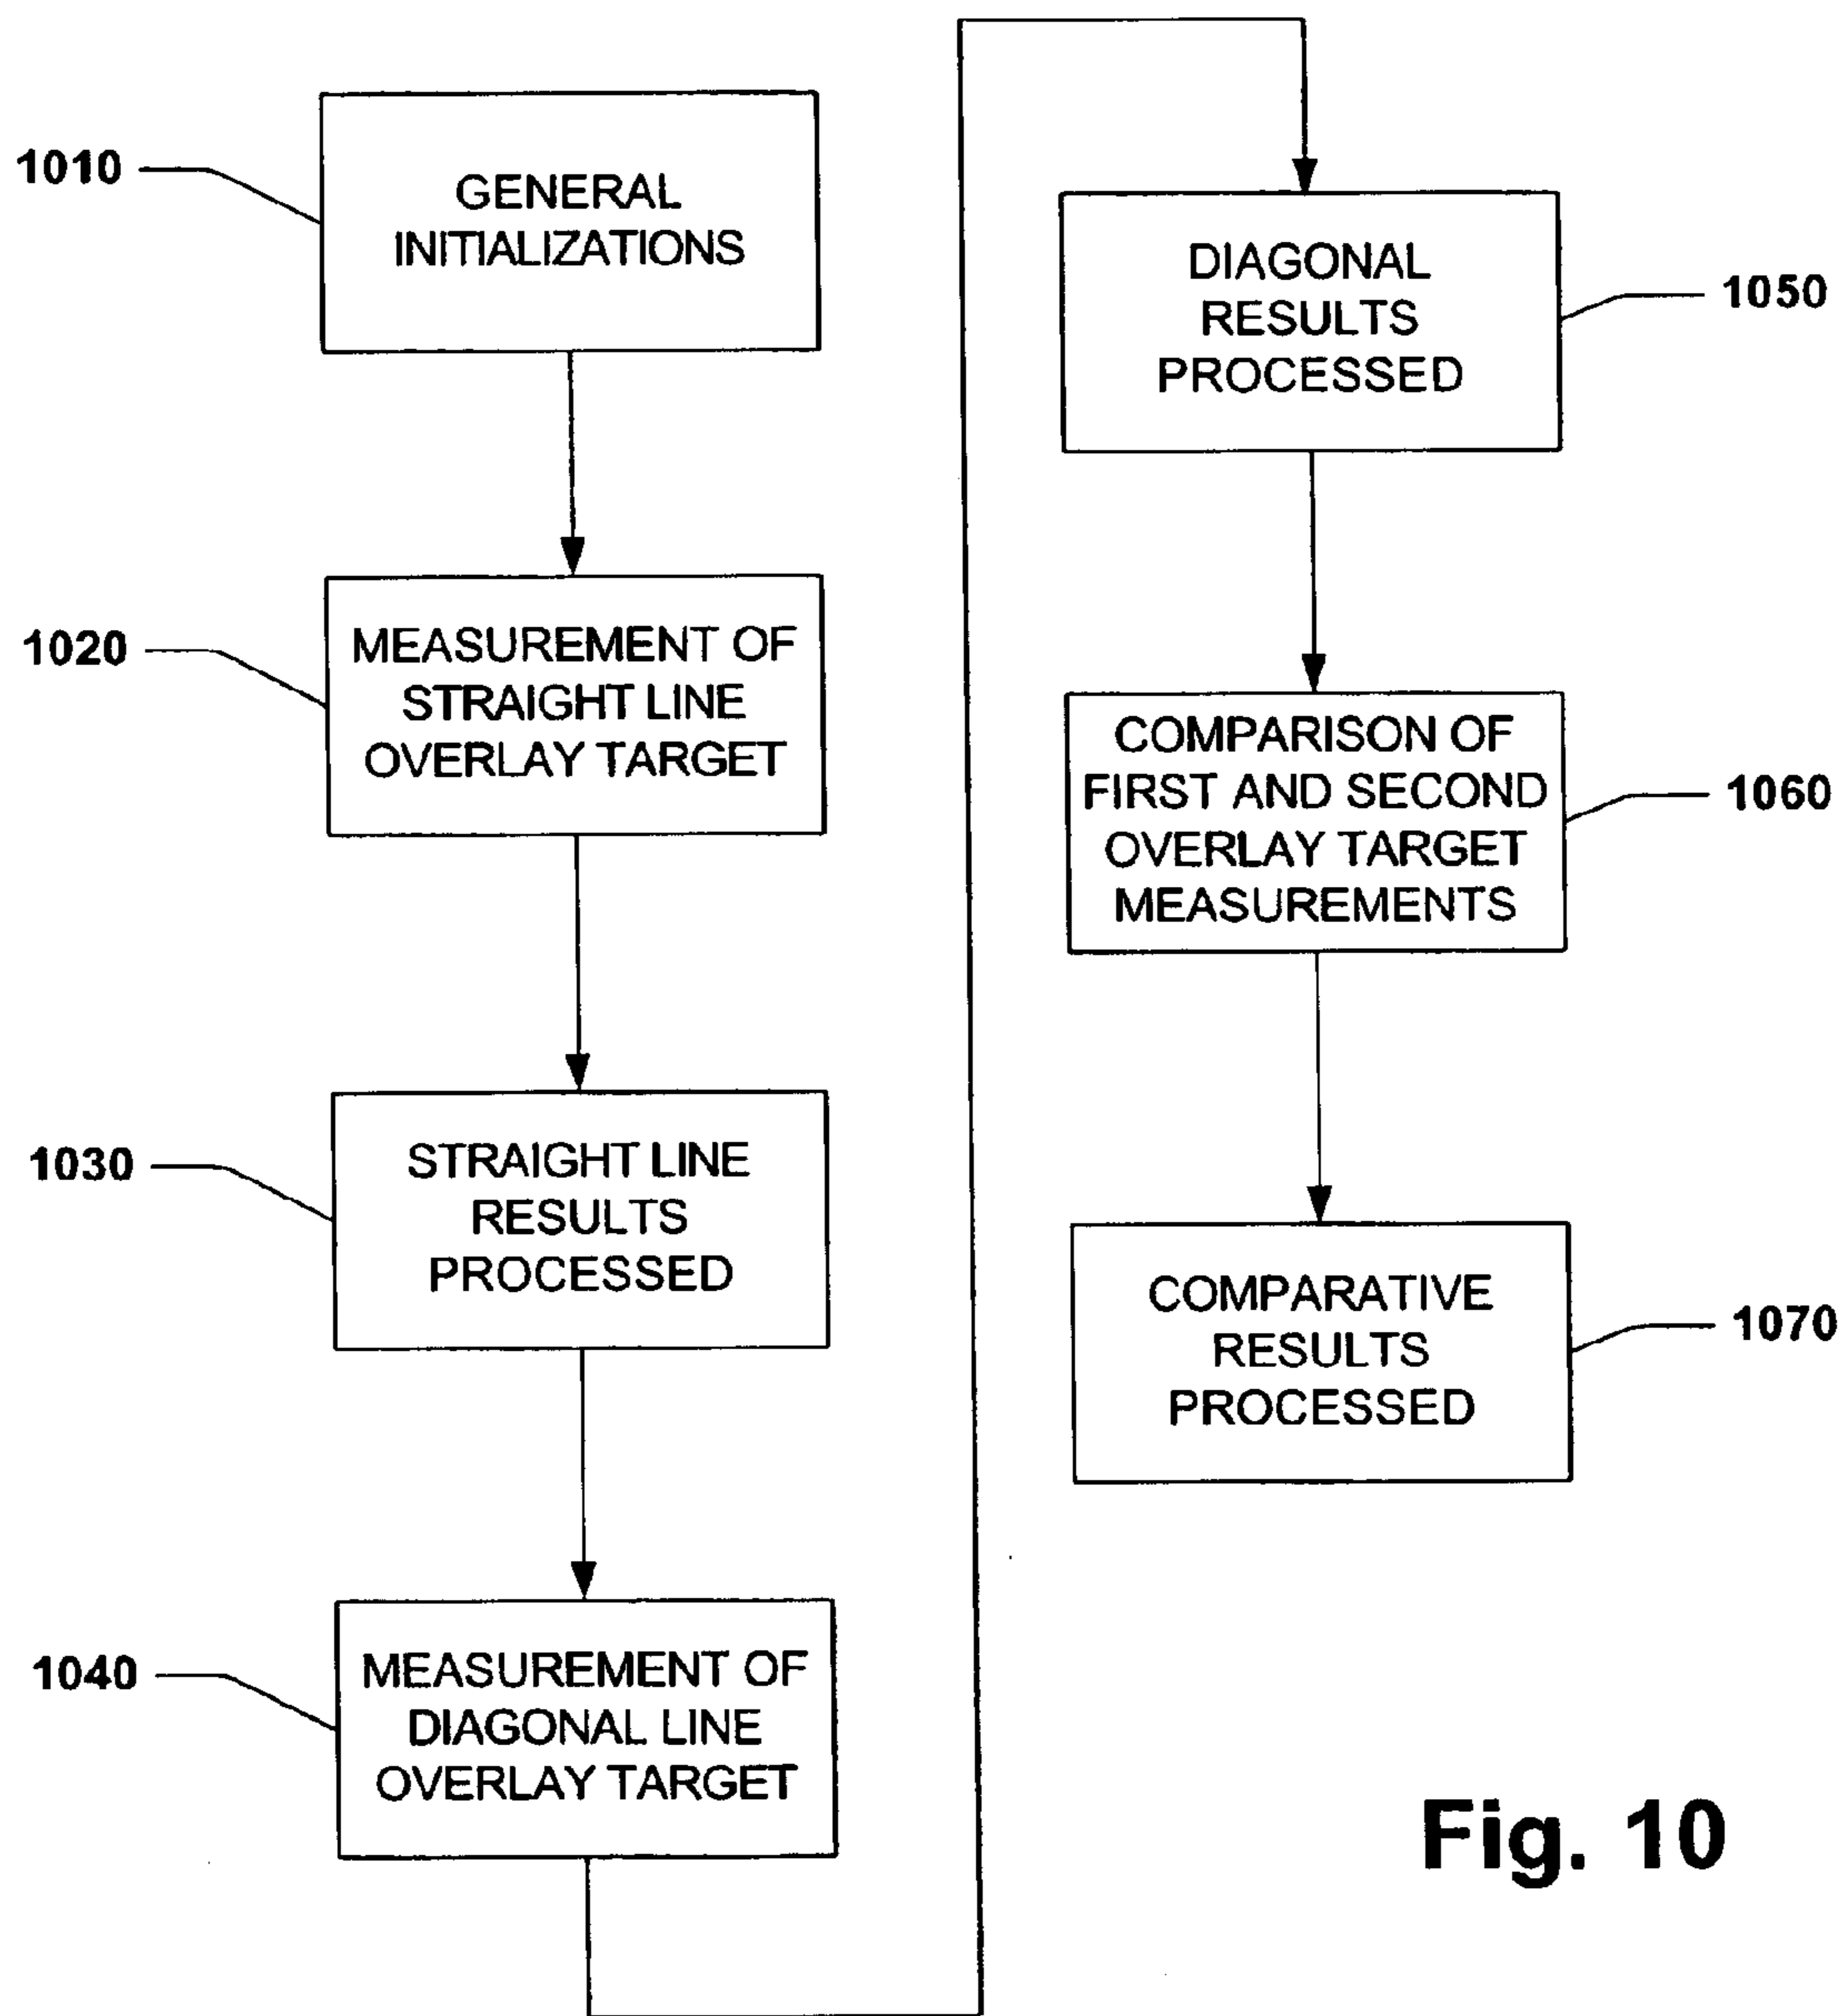 1010
GENERAL
INITIALIZATIONS
1020
MEASUREMENT OF
STRAIGHT LINE
OVERLAY TARGET
1030
STRAIGHT LINE
RESULTS
PROCESSED
1040
MEASUREMENT OF
DIAGONAL LINE
OVERLAY TARGET
DIAGONAL
RESULTS
PROCESSED
1050
COMPARISON OF
FIRST AND SECOND
OVERLAY TARGET
MEASUREMENTS
1060
COMPARATIVE
RESULTS
PROCESSED
1070
Fig. 10